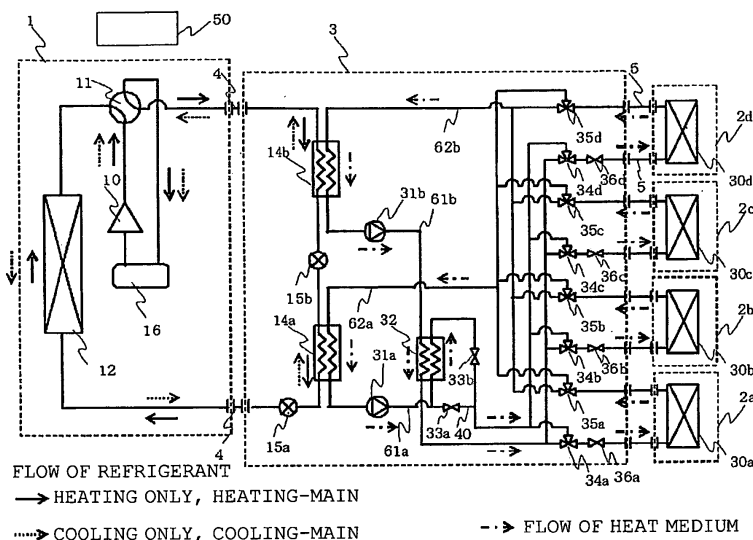 50
1
3
11
4
5
35d
2d
62b
14b
10
34d
36d
5
30d
31b
61b
35c
2c
15b
34c
36c
30c
16
62a
35b
2b
14a
32
12
31a
33b
34b
36b
30b
35a
2a
4
15a
61a
33a
40
34a
36a
30a
FLOW OF REFRIGERANT
HEATING ONLY, HEATING-MAIN
COOLING ONLY, COOLING-MAIN
FLOW OF HEAT MEDIUM